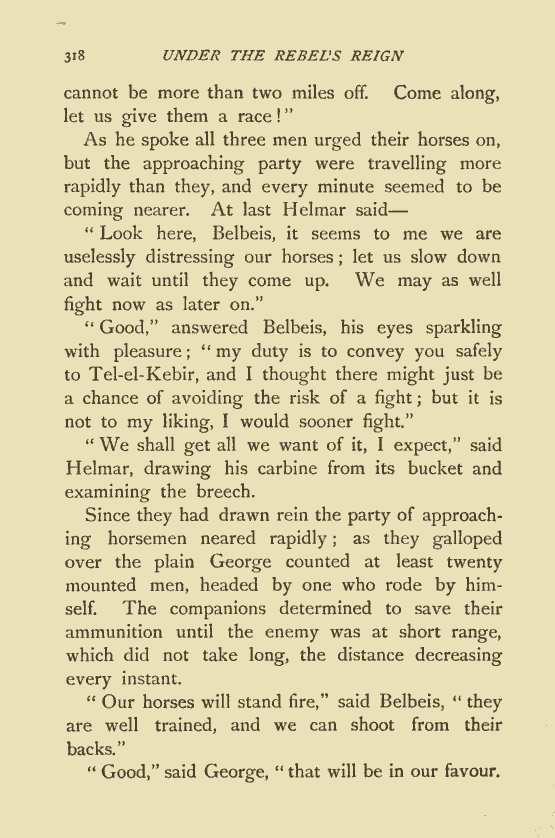 318 UNDER THE REBEL'S REIGN
cannot be more than two miles off. Come along,
let us give them a race!"
As he spoke all three men urged their horses on,
but the approaching party were travelling more
rapidly than they, and every minute seemed to be
coming nearer. At last Helmar said—
"Look here, Belbeis, it seems to me we are
uselessly distressing our horses; let us slow down
and wait until they come up. We may as well
fight now as later on."
"Good," answered Belbeis, his eyes sparkling
with pleasure; "my duty is to convey you safely
to Tel-el-Kebir, and I thought there might just be
a chance of avoiding the risk of a fight; but it is
not to my liking, I would sooner fight."
"We shall get all we want of it, I expect," said
Helmar, drawing his carbine from its bucket and
examining the breech.
Since they had drawn rein the party of approach-
ing horsemen neared rapidly; as they galloped
over the plain George counted at least twenty
mounted men, headed by one who rode by him-
self. The companions determined to save their
ammunition until the enemy was at short range,
which did not take long, the distance decreasing
every instant.
"Our horses will stand fire," said Belbeis, "they
are well trained, and we can shoot from their
backs."
"Good," said George, "that will be in our favour.